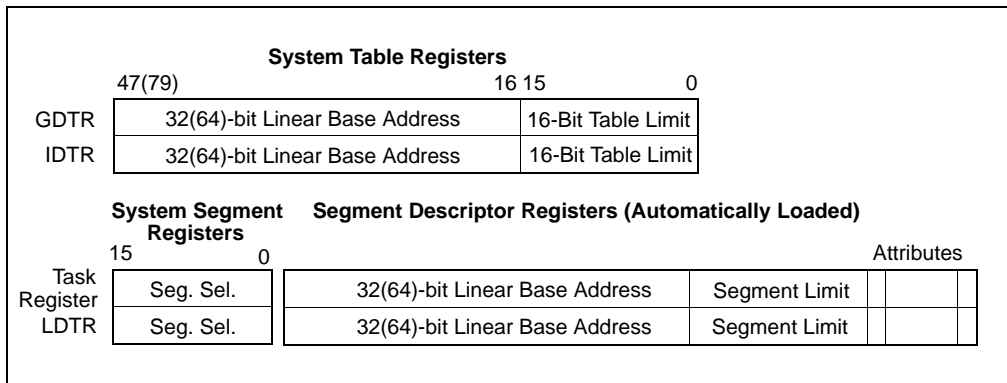 System Table Registers
47(79) 16 15 0
GDTR 32(64)-bit Linear Base Address 16-Bit Table Limit
IDTR 32(64)-bit Linear Base Address 16-Bit Table Limit
System Segment Registers Segment Descriptor Registers (Automatically Loaded)
15 0 Attributes
Task Register Seg. Sel. 32(64)-bit Linear Base Address Segment Limit
LDTR Seg. Sel. 32(64)-bit Linear Base Address Segment Limit